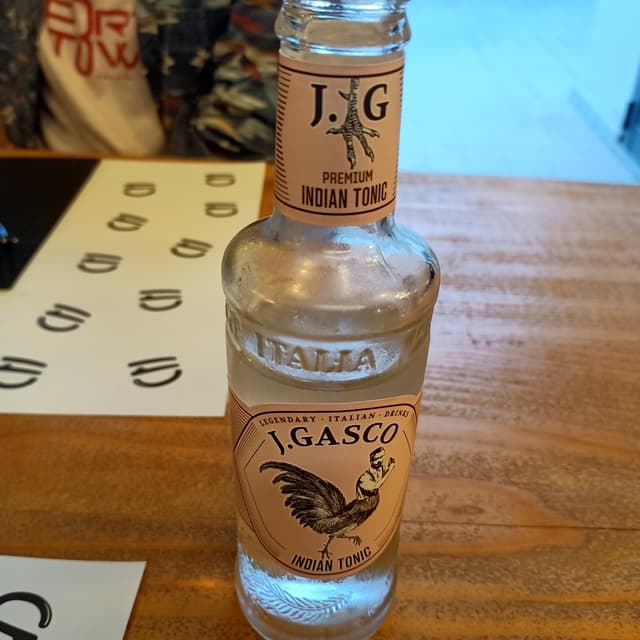 J. G
PREMIUM
INDIAN TONIC
ITALIA
LEGENDARY · ITALIAN · DRINKS
J.GASCO
INDIAN TONIC